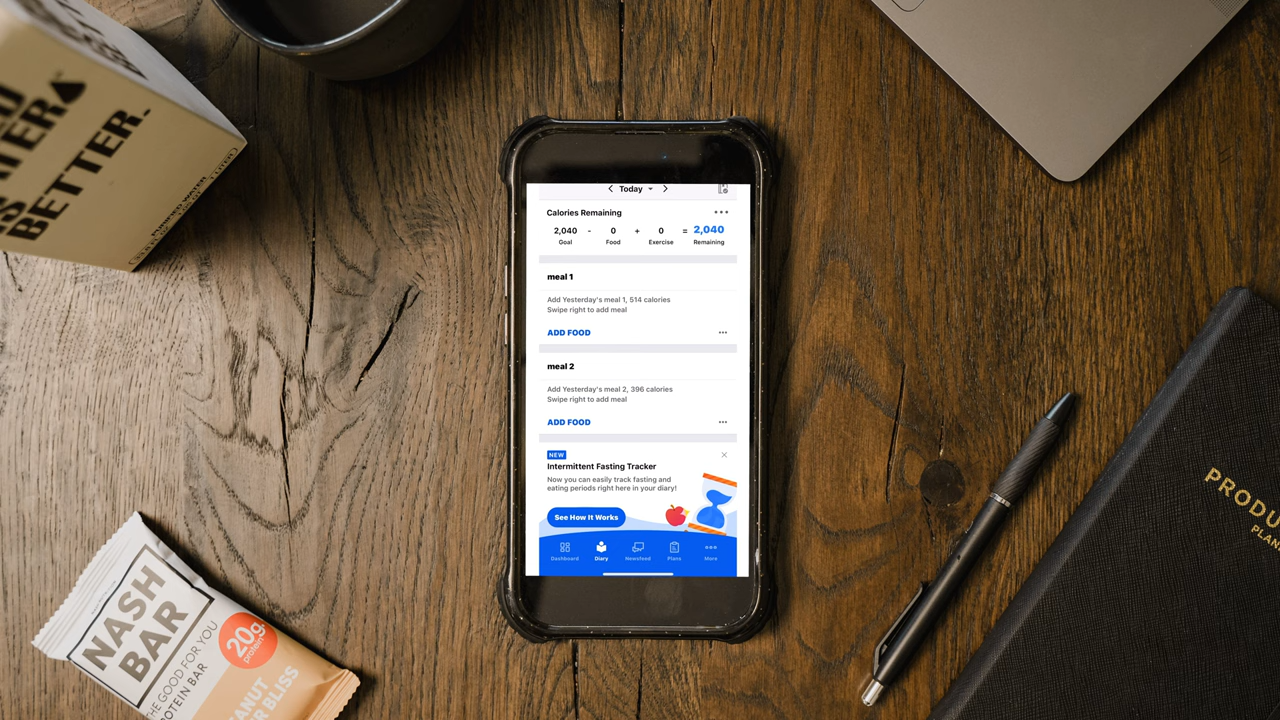 BETTER.
Today
Calories Remaining
2,040 - 0 + 0 = 2,040
Goal Food Exercise Remaining
meal 1
Add Yesterday's meal 1, 514 calories
Swipe right to add meal
ADD FOOD
meal 2
Add Yesterday's meal 2, 396 calories
Swipe right to add meal
ADD FOOD
NEW
Intermittent Fasting Tracker
Now you can easily track fasting and
eating periods right here in your diary!
See How It Works
Dashboard Diary Newsfeed Plans More
NASH
BAR
THE GOOD FOR YOU
PROTEIN BAR
20g
protein
BLISS